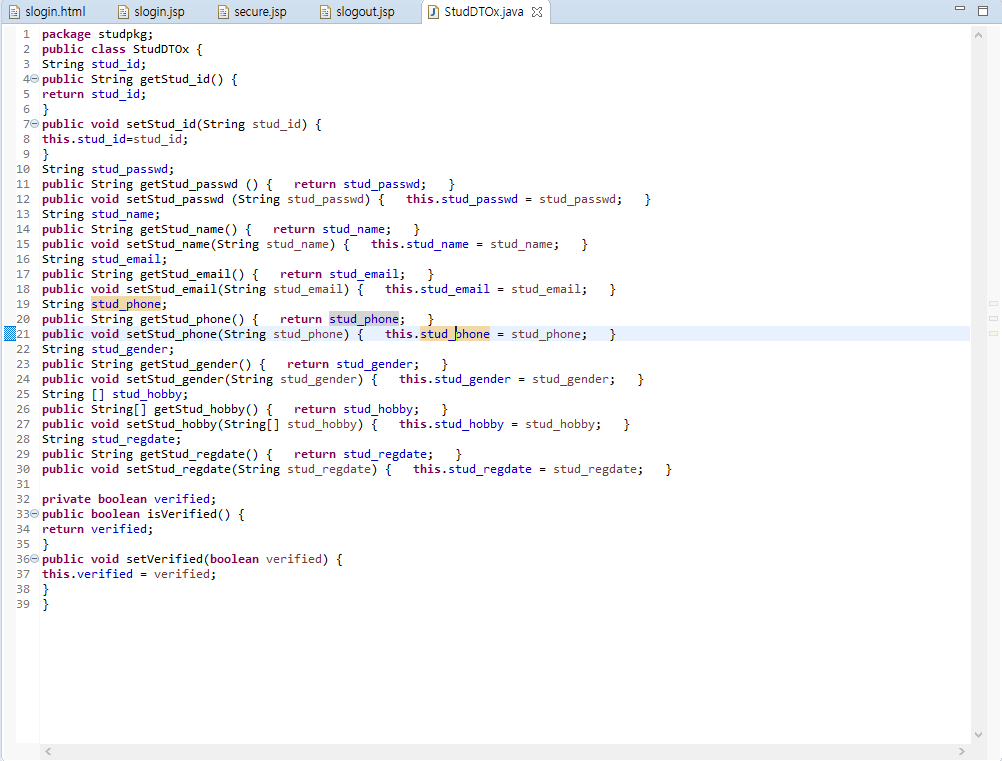 slogin.html slogin.jsp secure.jsp slogout.jsp StudDTOx.java
1 package studpkg;
2 public class StudDTOx {
3 String stud_id;
4 public String getStud_id() {
5 return stud_id;
6 }
7 public void setStud_id(String stud_id) {
8 this.stud_id=stud_id;
9 }
10 String stud_passwd;
11 public String getStud_passwd () {   return stud_passwd;   }
12 public void setStud_passwd (String stud_passwd) {   this.stud_passwd = stud_passwd;   }
13 String stud_name;
14 public String getStud_name() {   return stud_name;   }
15 public void setStud_name(String stud_name) {   this.stud_name = stud_name;   }
16 String stud_email;
17 public String getStud_email() {   return stud_email;   }
18 public void setStud_email(String stud_email) {   this.stud_email = stud_email;   }
19 String stud_phone;
20 public String getStud_phone() {   return stud_phone;   }
21 public void setStud_phone(String stud_phone) {   this.stud_phone = stud_phone;   }
22 String stud_gender;
23 public String getStud_gender() {   return stud_gender;   }
24 public void setStud_gender(String stud_gender) {   this.stud_gender = stud_gender;   }
25 String [] stud_hobby;
26 public String[] getStud_hobby() {   return stud_hobby;   }
27 public void setStud_hobby(String[] stud_hobby) {   this.stud_hobby = stud_hobby;   }
28 String stud_regdate;
29 public String getStud_regdate() {   return stud_regdate;   }
30 public void setStud_regdate(String stud_regdate) {   this.stud_regdate = stud_regdate;   }
31
32 private boolean verified;
33 public boolean isVerified() {
34 return verified;
35 }
36 public void setVerified(boolean verified) {
37 this.verified = verified;
38 }
39 }